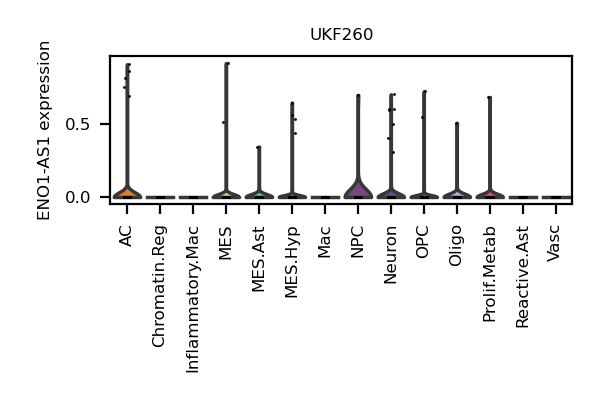 UKF260
ENO1-AS1 expression
0.5
0.0
AC
Chromatin.Reg
Inflammatory.Mac
MES
MES.Ast
MES.Hyp
Mac
NPC
Neuron
OPC
Oligo
Prolif.Metab
Reactive.Ast
Vasc